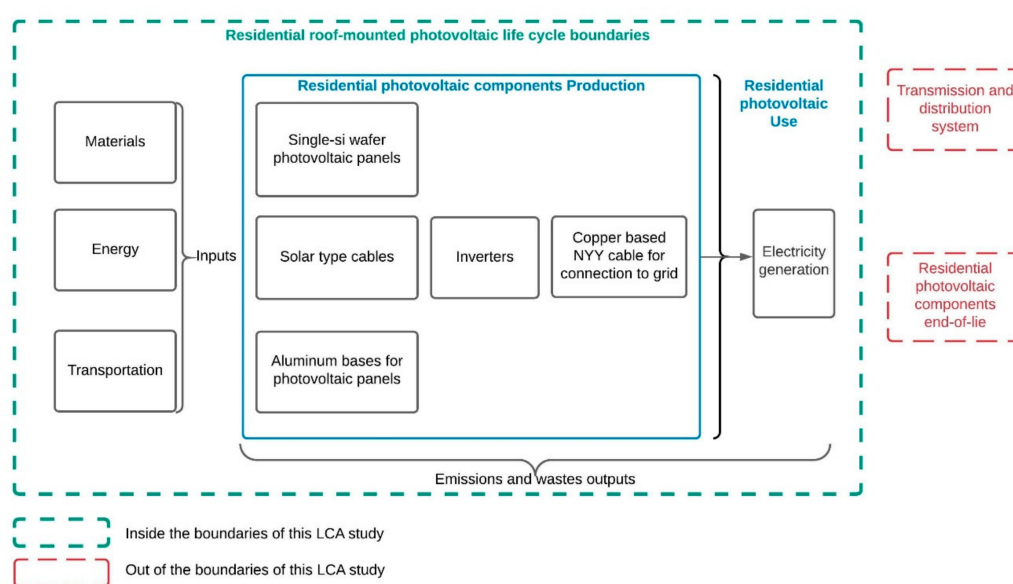 Residential roof-mounted photovoltaic life cycle boundaries
Residential photovoltaic components Production
Residential
photovoltaic
Use
Transmission and
distribution
system
Materials
Single-si wafer
photovoltaic panels
Energy
Inputs
Solar type cables
Inverters
Copper based
NYY cable for
connection to grid
Electricity
generation
Residential
photovoltaic
components
end-of-lie
Transportation
Aluminum bases for
photovoltaic panels
Emissions and wastes outputs
Inside the boundaries of this LCA study
Out of the boundaries of this LCA study